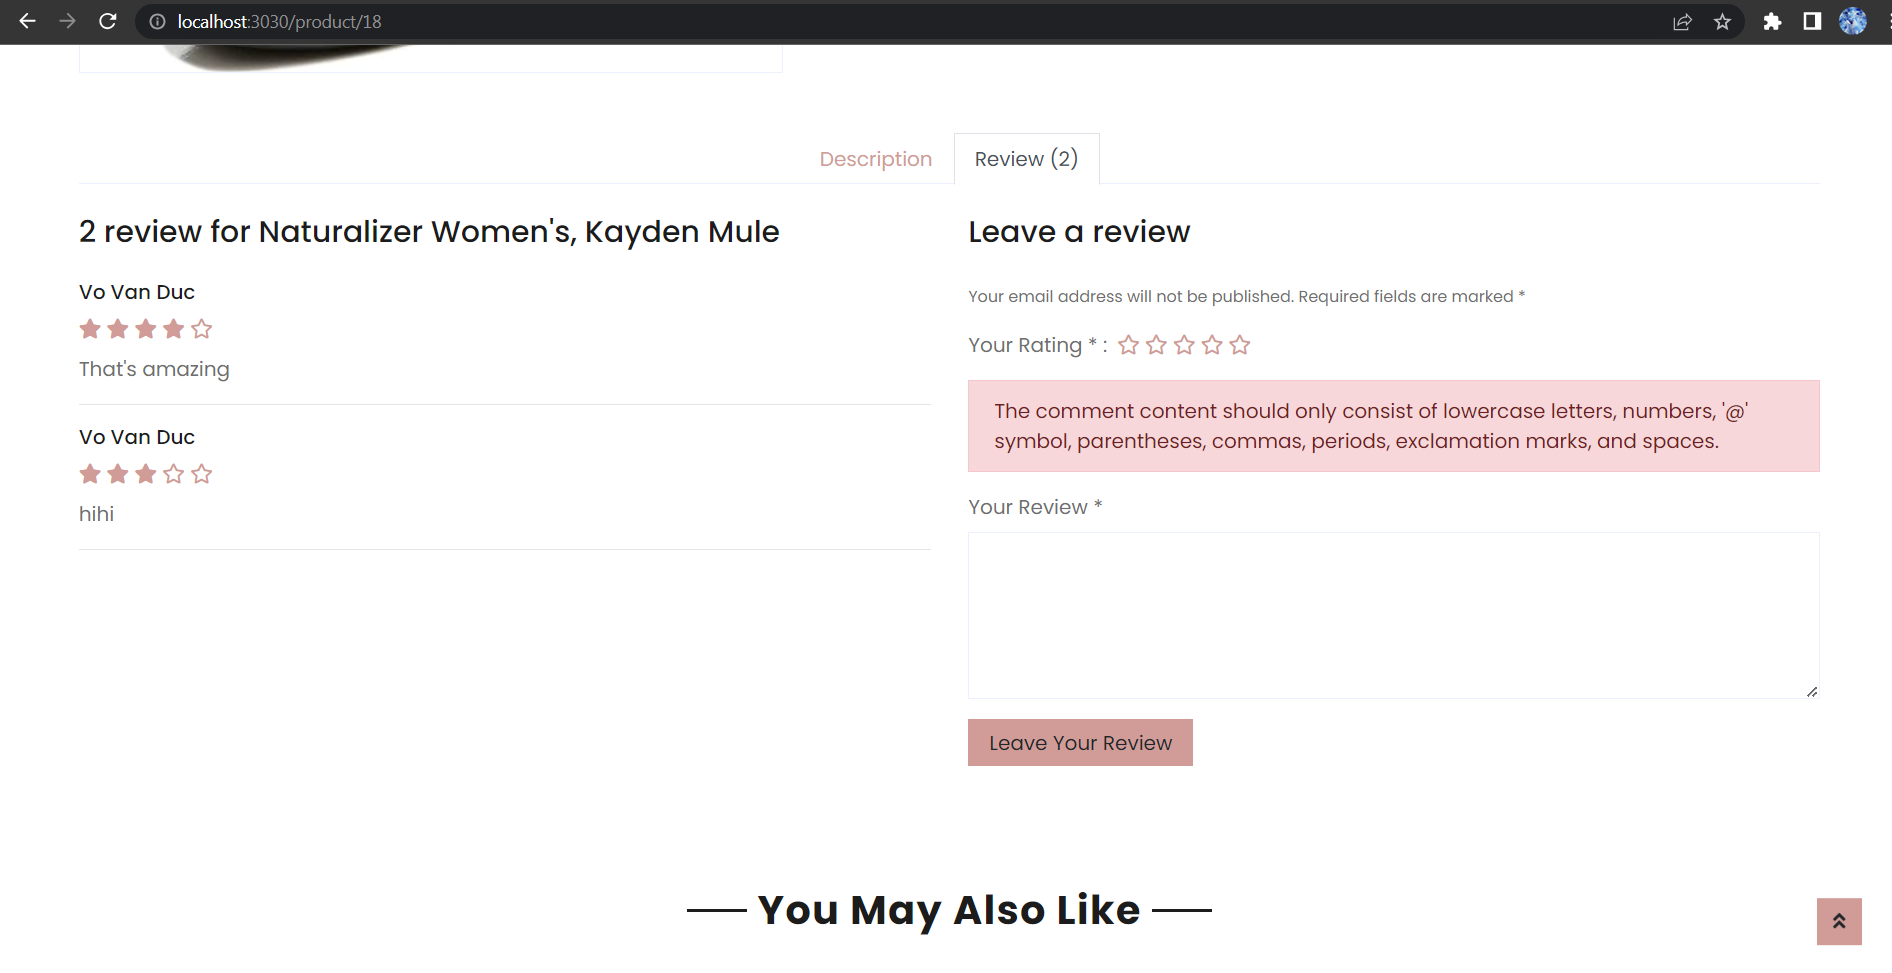 localhost:3030/product/18
Description
Review (2)
2 review for Naturalizer Women's, Kayden Mule
Vo Van Duc
That's amazing
Vo Van Duc
hihi
Leave a review
Your email address will not be published. Required fields are marked *
Your Rating * :
The comment content should only consist of lowercase letters, numbers, '@'
symbol, parentheses, commas, periods, exclamation marks, and spaces.
Your Review *
Leave Your Review
You May Also Like